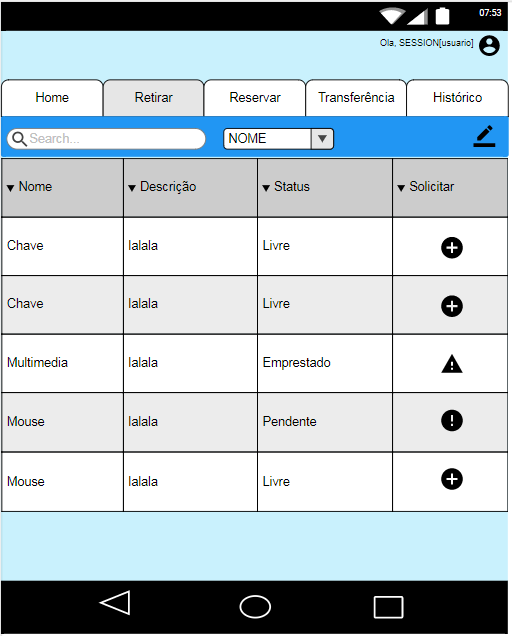 07:53
Ola, SESSION[usuario]
Home Retirar Reservar Transferência Histórico
Search... NOME
Nome Descrição Status Solicitar
Chave lalala Livre
Chave lalala Livre
Multimedia lalala Emprestado
Mouse lalala Pendente
Mouse lalala Livre